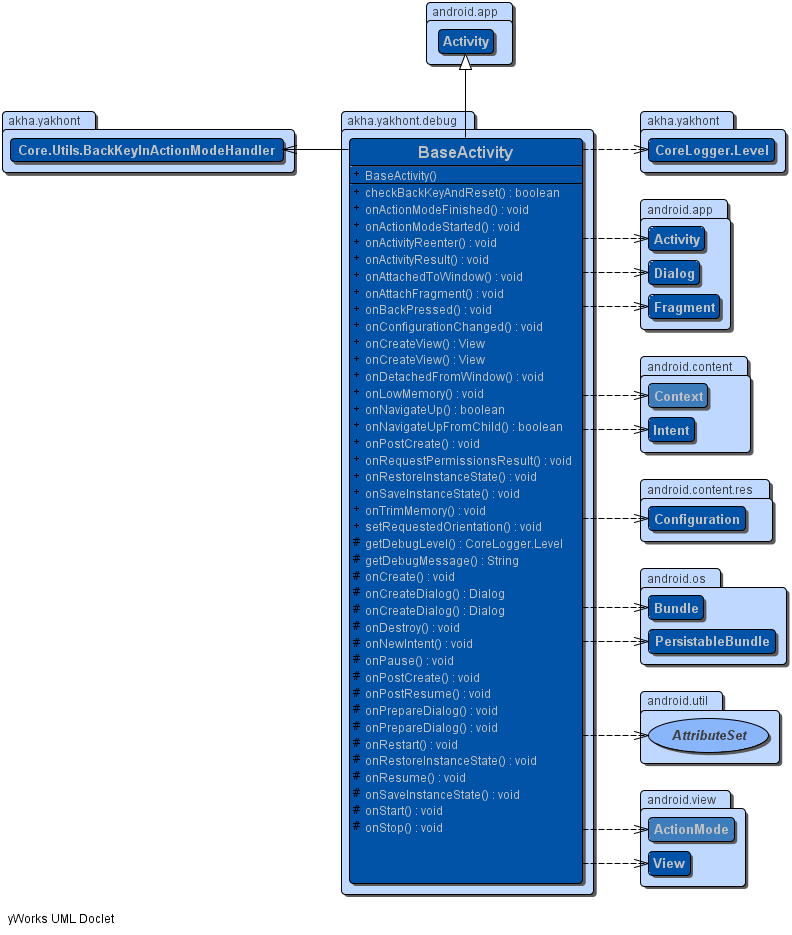 android.app
Activity
akha.yakhont
Core.Utils.BackKeyInActionModeHandler
akha.yakhont.debug
BaseActivity
+ BaseActivity()
+ checkBackKeyAndReset() : boolean
+ onActionModeFinished() : void
+ onActionModeStarted() : void
+ onActivityReenter() : void
+ onActivityResult() : void
+ onAttachedToWindow() : void
+ onAttachFragment() : void
+ onBackPressed() : void
+ onConfigurationChanged() : void
+ onCreateView() : View
+ onCreateView() : View
+ onDetachedFromWindow() : void
+ onLowMemory() : void
+ onNavigateUp() : boolean
+ onNavigateUpFromChild() : boolean
+ onPostCreate() : void
+ onRequestPermissionsResult() : void
+ onRestoreInstanceState() : void
+ onSaveInstanceState() : void
+ onTrimMemory() : void
+ setRequestedOrientation() : void
# getDebugLevel() : CoreLogger.Level
# getDebugMessage() : String
# onCreate() : void
# onCreateDialog() : Dialog
# onCreateDialog() : Dialog
# onDestroy() : void
# onNewIntent() : void
# onPause() : void
# onPostCreate() : void
# onPostResume() : void
# onPrepareDialog() : void
# onPrepareDialog() : void
# onRestart() : void
# onRestoreInstanceState() : void
# onResume() : void
# onSaveInstanceState() : void
# onStart() : void
# onStop() : void
akha.yakhont
CoreLogger.Level
android.app
Activity
Dialog
Fragment
android.content
Context
Intent
android.content.res
Configuration
android.os
Bundle
PersistableBundle
android.util
AttributeSet
android.view
ActionMode
View
yWorks UML Doclet